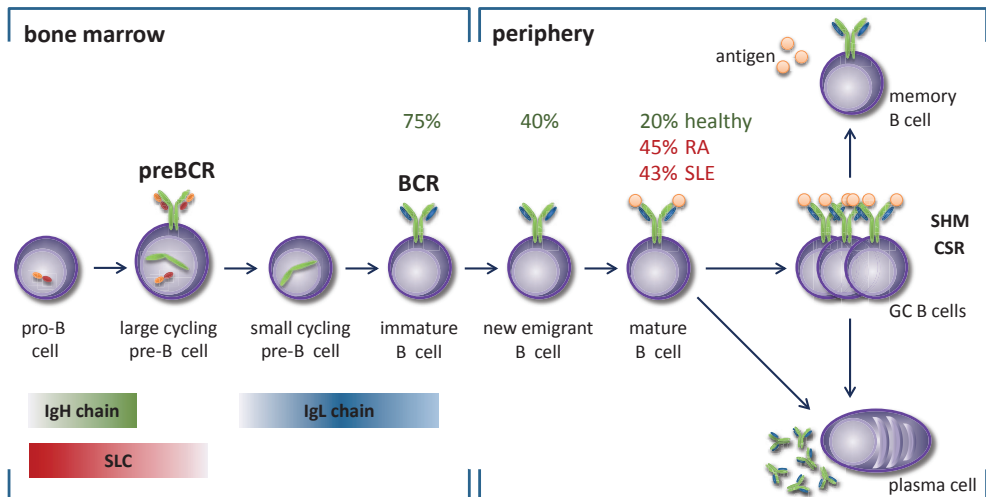 bone marrow
periphery
antigen
memory
B cell
75%
40%
20% healthy
45% RA
43% SLE
preBCR
BCR
SHM
CSR
pro-B
cell
large cycling
pre-B cell
small cycling
pre-B cell
immature
B cell
new emigrant
B cell
mature
B cell
GC B cells
IgH chain
IgL chain
SLC
plasma cell